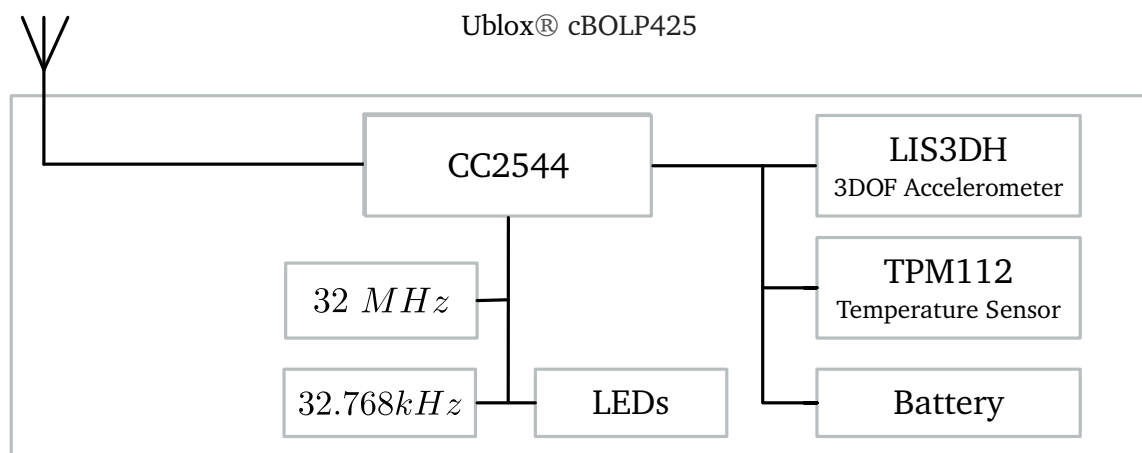 Ublox® cBOLP425
CC2544
LIS3DH
3DOF Accelerometer
TPM112
Temperature Sensor
32 MHz
32.768kHz
LEDs
Battery